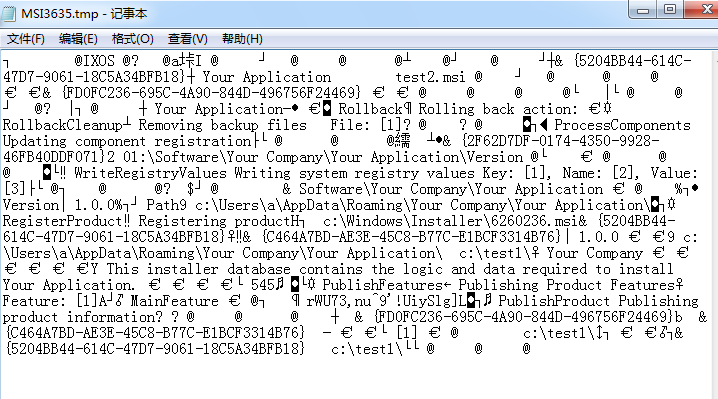 MSI3635.tmp - 记事本
文件(F) 编辑(E) 格式(O) 查看(V) 帮助(H)
┐ @IXOS @? @a垰I @ ┘ @ @ @┴ @┘ @ ┘┼& {5204BB44-614C-
47D7-9061-18C5A34BFB18}┼ Your Application test2.msi @ ┘ @ @ @
€ €& {FD0FC236-695C-4A90-844D-496756F24469} € € @ @ @ @└ │└ @ @
┘ @? │┐@ ┼ Your Application─● €◘ Rollback¶ Rolling back action: €☼
RollbackCleanup┴ Removing backup files File: [1]? @ ? @ ◘┐◄ ProcessComponents
Updating component registration├└ @ @ @繻 ┴●& {2F62D7DF-0174-4350-9928-
46FB40DDF071}2 01:\Software\Your Company\Your Application\Version @└ € @ @
@ ◘└‼ WriteRegistryValues Writing system registry values Key: [1], Name: [2], Value:
[3]├└ @┐ @ @? $┘ @ & Software\Your Company\Your Application € @ %┐●
Version│ 1.0.0%┐┘ Path9 c:\Users\a\AppData\Roaming\Your Company\Your Application\◘┐☼
RegisterProduct‼ Registering productH┐ c:\Windows\Installer\6260236.msi& {5204BB44-
614C-47D7-9061-18C5A34BFB18}♀‼& {C464A7BD-AE3E-45C8-B77C-E1BCF3314B76}│ 1.0.0 € €9 c:
\Users\a\AppData\Roaming\Your Company\Your Application\ c:\test1\♀ Your Company € €
€ € € €Y This installer database contains the logic and data required to install
Your Application. € € € €└ 545♫ ◘└☼ PublishFeatures← Publishing Product Features♀
Feature: [1]A┘♂ MainFeature € @┐ ¶ rWU73,nu^9'!UiySlg]L◘┐♫ PublishProduct Publishing
product information? ? @ @ @ ┼ & {FD0FC236-695C-4A90-844D-496756F24469}b &
{C464A7BD-AE3E-45C8-B77C-E1BCF3314B76} - € €└ [1] € @ c:\test1\↕┐ € €♂┐&
{5204BB44-614C-47D7-9061-18C5A34BFB18} c:\test1\└└ @ @ @